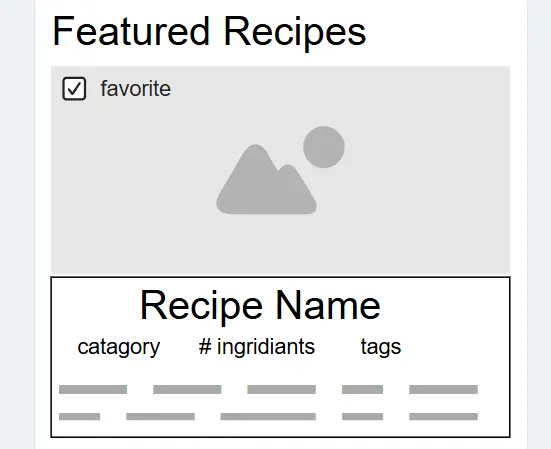 Featured Recipes
favorite
Recipe Name
catagory # ingridiants tags